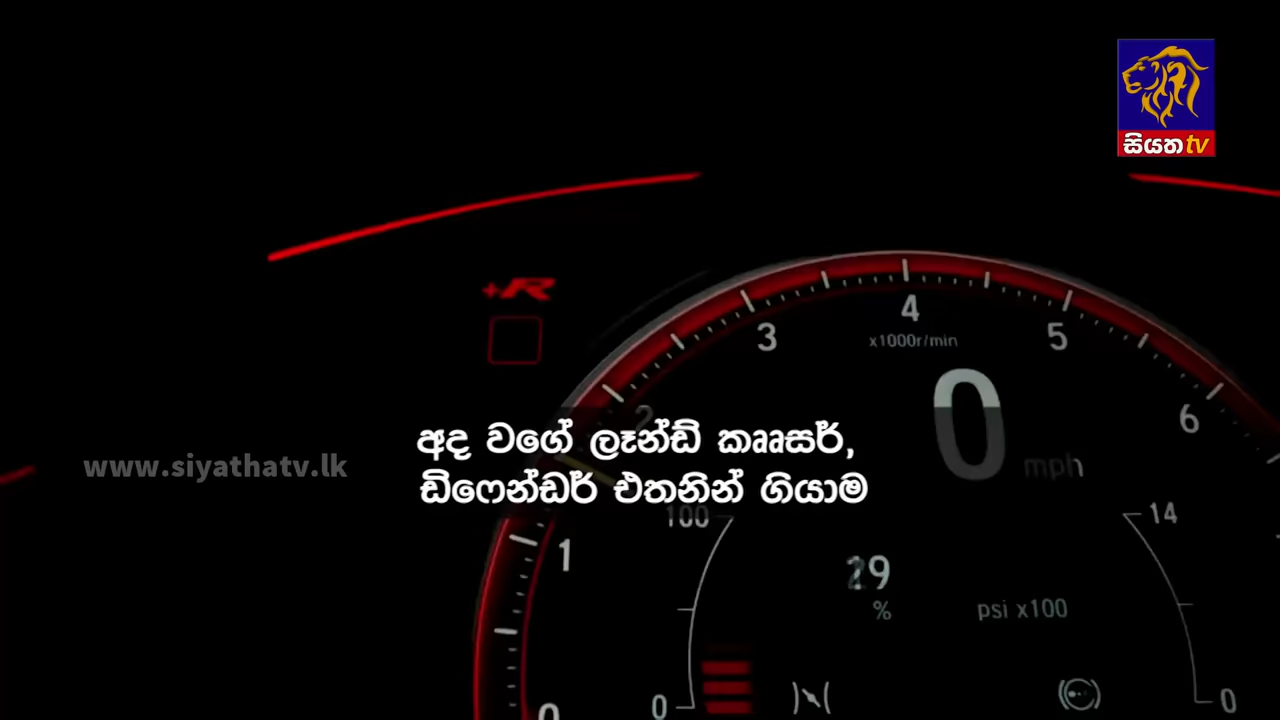 සියත tv
+R
3
4
5
x1000r/min
2
0
6
mph
අද වගේ ලෑන්ඩ් කෲසර්,
ඩිෆෙන්ඩර් එතනින් ගියාම
www.siyathatv.lk
100
14
1
%
psi x100
0
0
0